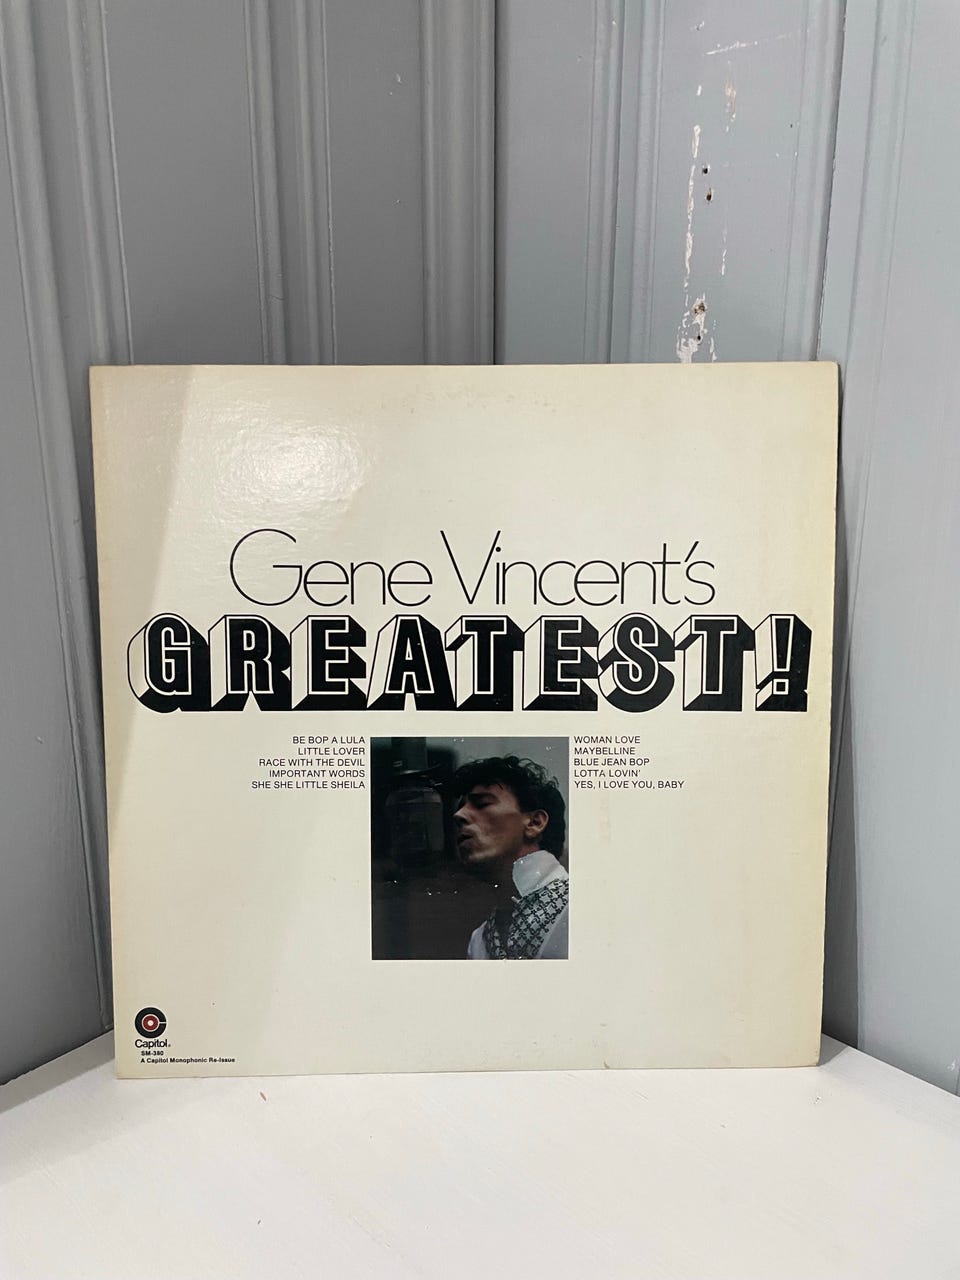 Gene Vincent's
GREATEST!
BE BOP A LULA
LITTLE LOVER
RACE WITH THE DEVIL
IMPORTANT WORDS
SHE SHE LITTLE SHEILA
WOMAN LOVE
MAYBELLINE
BLUE JEAN BOP
LOTTA LOVIN'
YES, I LOVE YOU, BABY
Capitol®
SM-380
A Capitol Monophonic Re-Issue